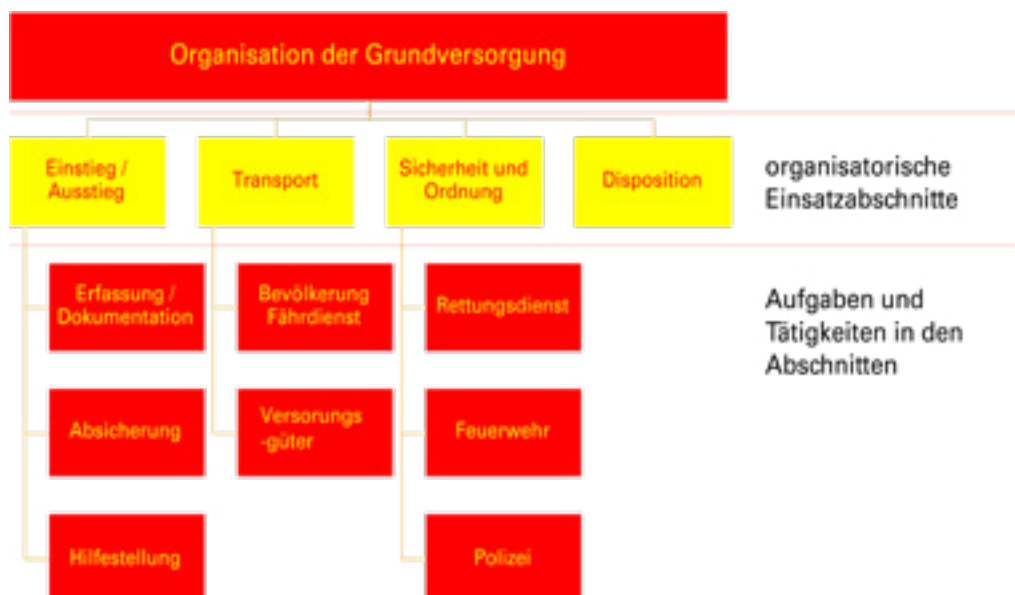 Organisation der Grundversorgung
Einstieg /
Ausstieg
Transport
Sicherheit und
Ordnung
Disposition
organisatorische
Einsatzabschnitte
Erfassung /
Dokumentation
Bevölkerung
Fährdienst
Rettungsdienst
Aufgaben und
Tätigkeiten in den
Abschnitten
Absicherung
Versorungs
-güter
Feuerwehr
Hilfestellung
Polizei